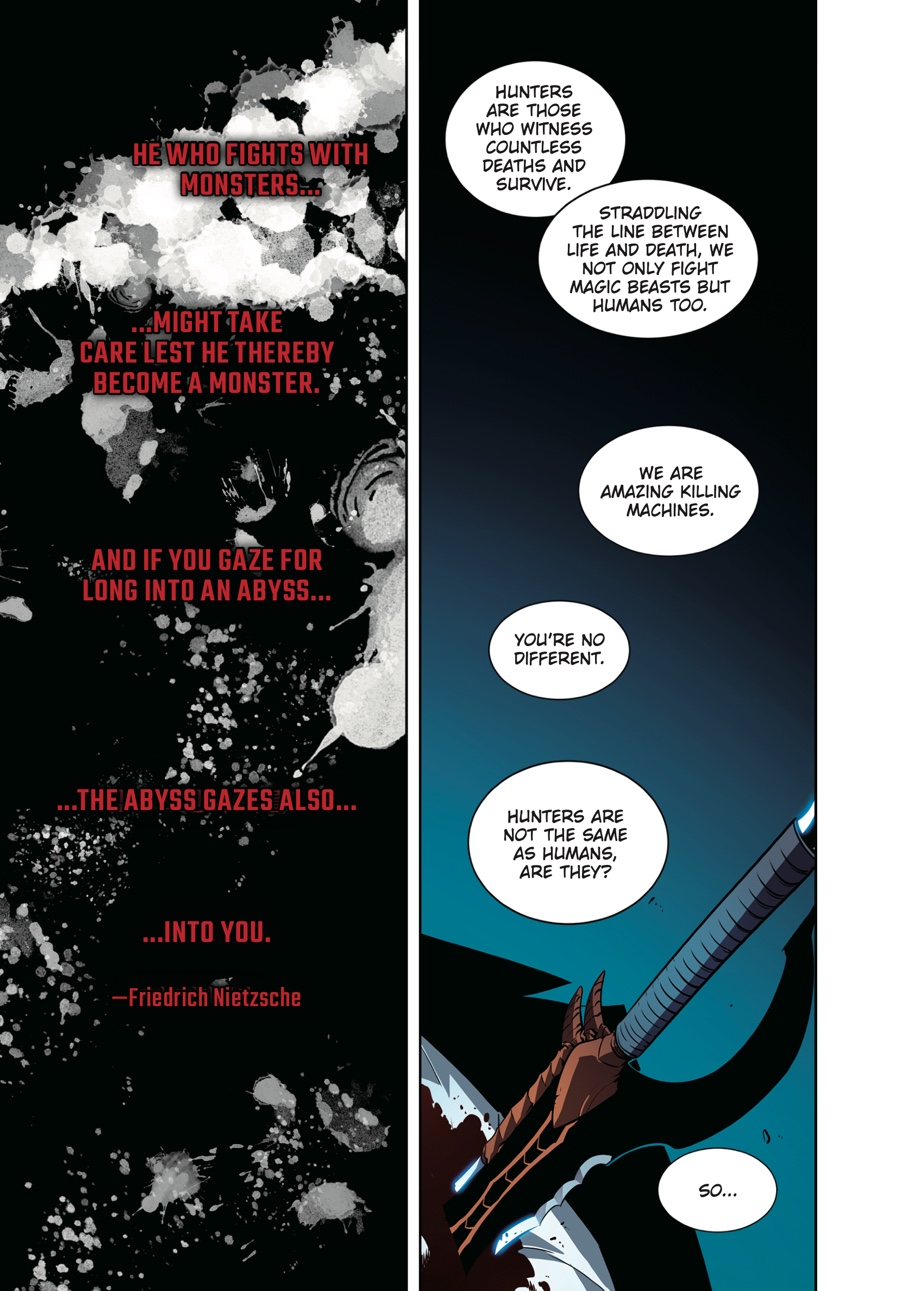 HE WHO FIGHTS WITH
MONSTERS...
...MIGHT TAKE
CARE LEST HE THEREBY
BECOME A MONSTER.
AND IF YOU GAZE FOR
LONG INTO AN ABYSS...
...THE ABYSS GAZES ALSO...
...INTO YOU.
—Friedrich Nietzsche
HUNTERS
ARE THOSE
WHO WITNESS
COUNTLESS
DEATHS AND
SURVIVE.
STRADDLING
THE LINE BETWEEN
LIFE AND DEATH, WE
NOT ONLY FIGHT
MAGIC BEASTS BUT
HUMANS TOO.
WE ARE
AMAZING KILLING
MACHINES.
YOU'RE NO
DIFFERENT.
HUNTERS ARE
NOT THE SAME
AS HUMANS,
ARE THEY?
SO...